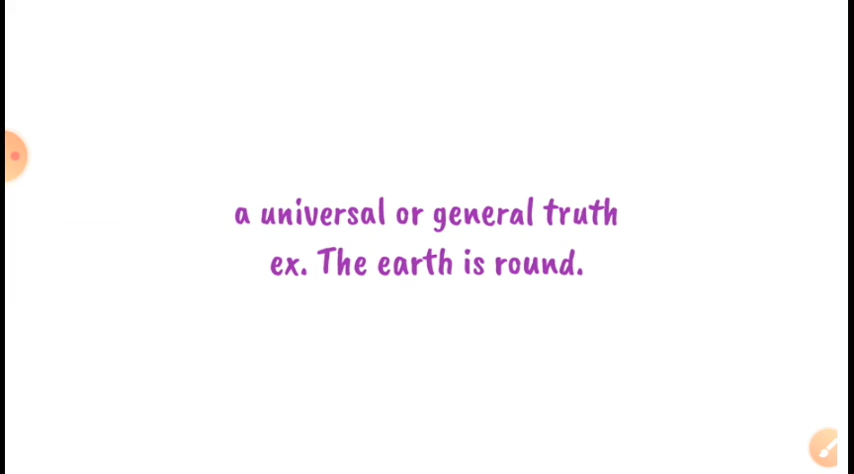 a universal or general truth
ex. The earth is round.